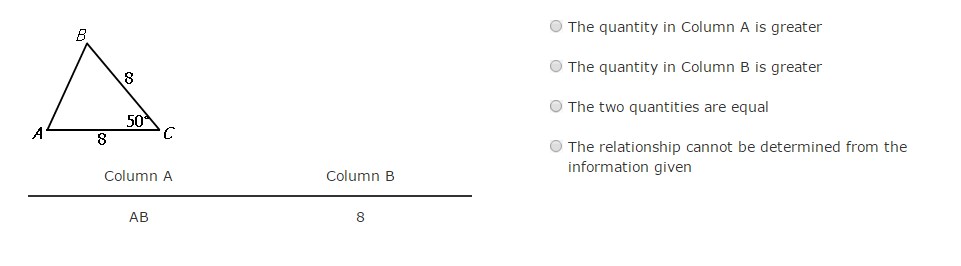 B
8
50°
A
8
C
Column A Column B
AB 8
The quantity in Column A is greater
The quantity in Column B is greater
The two quantities are equal
The relationship cannot be determined from the
information given